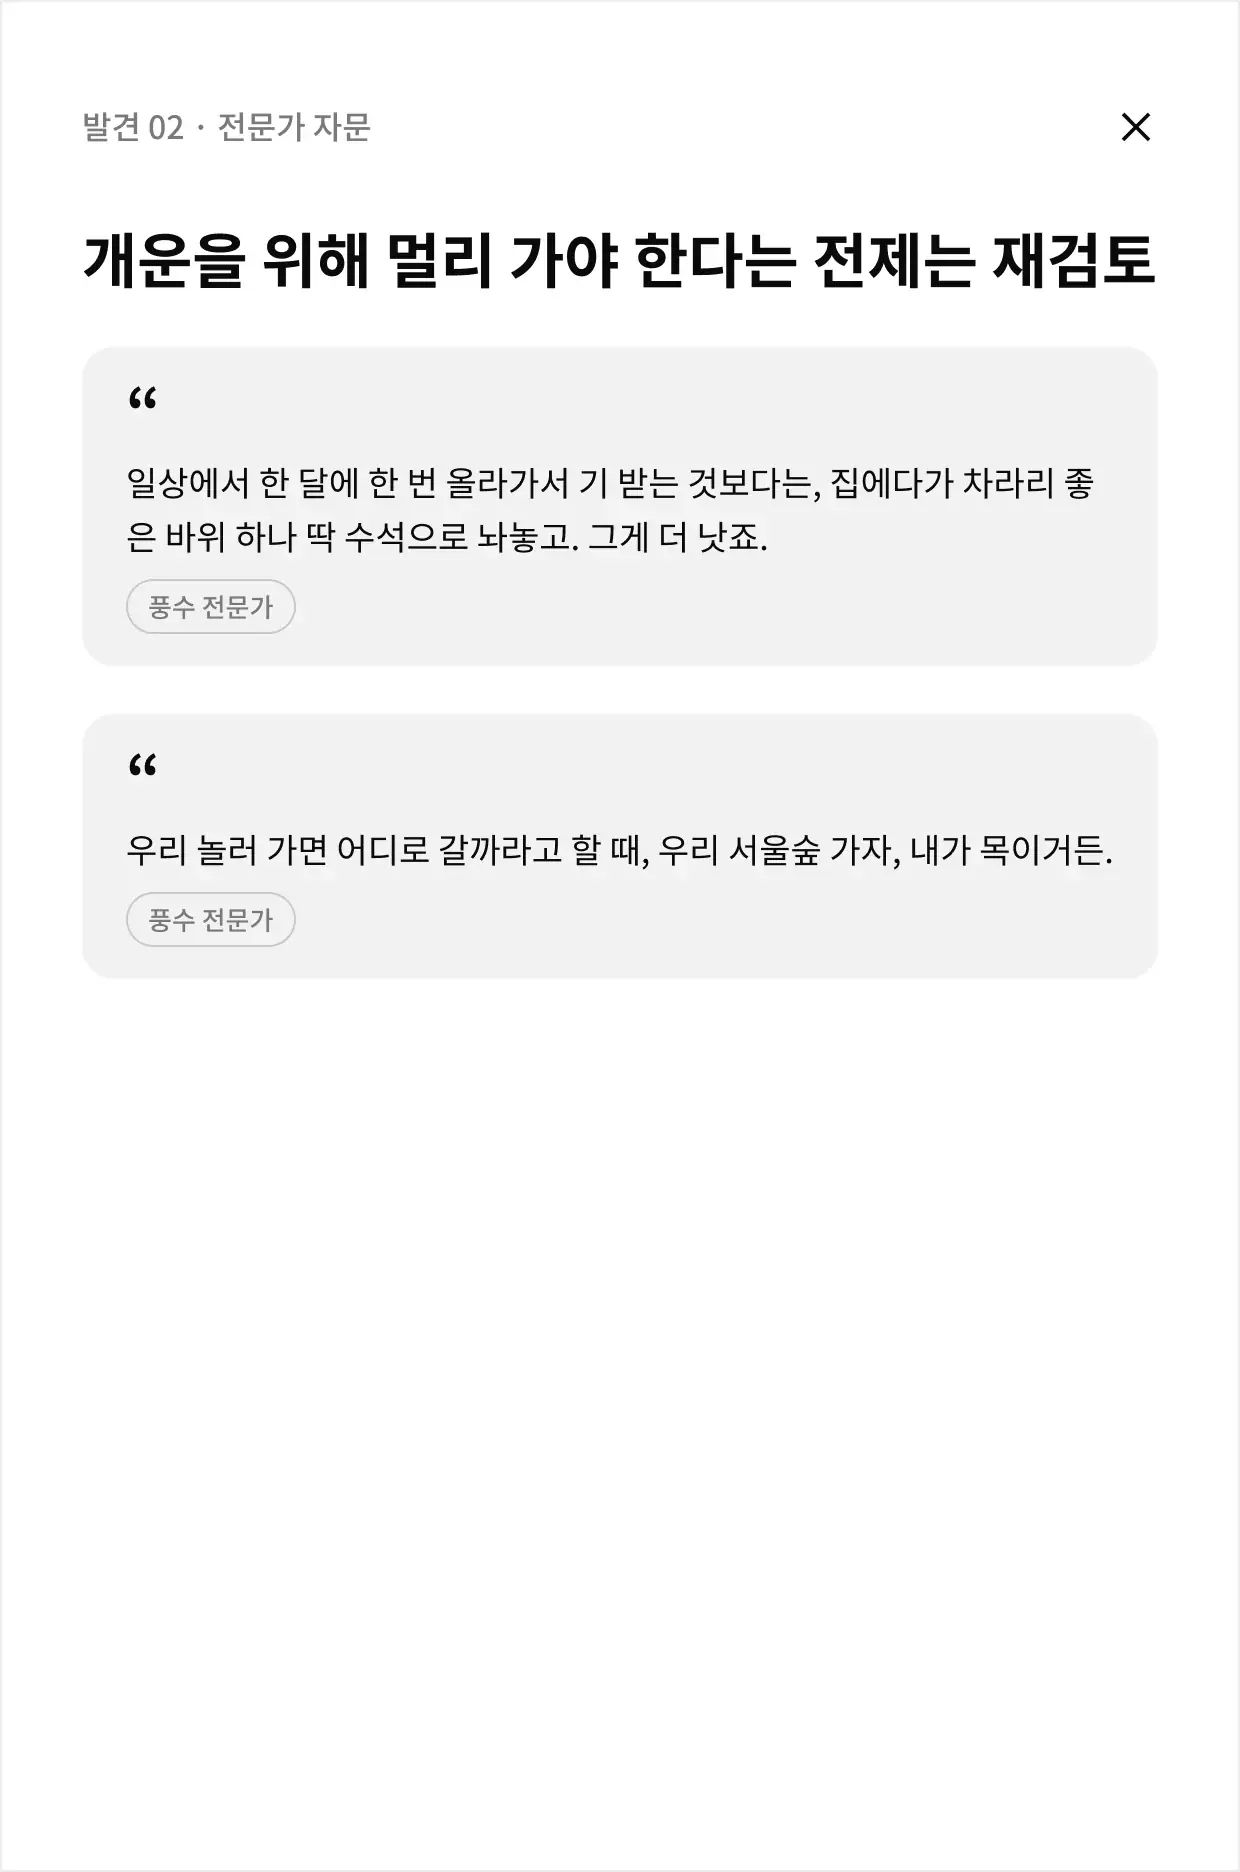 발견 02 · 전문가 자문
개운을 위해 멀리 가야 한다는 전제는 재검토
“
일상에서 한 달에 한 번 올라가서 기 받는 것보다는, 집에다가 차라리 좋
은 바위 하나 딱 수석으로 놔놓고. 그게 더 낫죠.
풍수 전문가
“
우리 놀러 가면 어디로 갈까라고 할 때, 우리 서울숲 가자, 내가 목이거든.
풍수 전문가